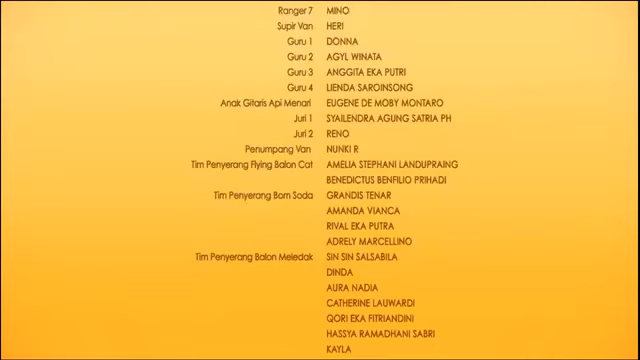 Ranger 7 MINO
Supir Van HERI
Guru 1 DONNA
Guru 2 AGYL WINATA
Guru 3 ANGGITA EKA PUTRI
Guru 4 LIENDA SAROINSONG
Anak Gitaris Api Menari EUGENE DE MOBY MONTARO
Juri 1 SYAILENDRA AGUNG SATRIA PH
Juri 2 RENO
Penumpang Van NUNKI R
Tim Penyerang Flying Balon Cat AMELIA STEPHANI LANDUPRAING
BENEDICTUS BENFILIO PRIHADI
Tim Penyerang Bom Soda GRANDIS TENAR
AMANDA VIANCA
RIVAL EKA PUTRA
ADRELY MARCELLINO
Tim Penyerang Balon Meledak SIN SIN SALSABILA
DINDA
AURA NADIA
CATHERINE LAUWARDI
QORI EKA FITRIANDINI
HASSYA RAMADHANI SABRI
KAYLA